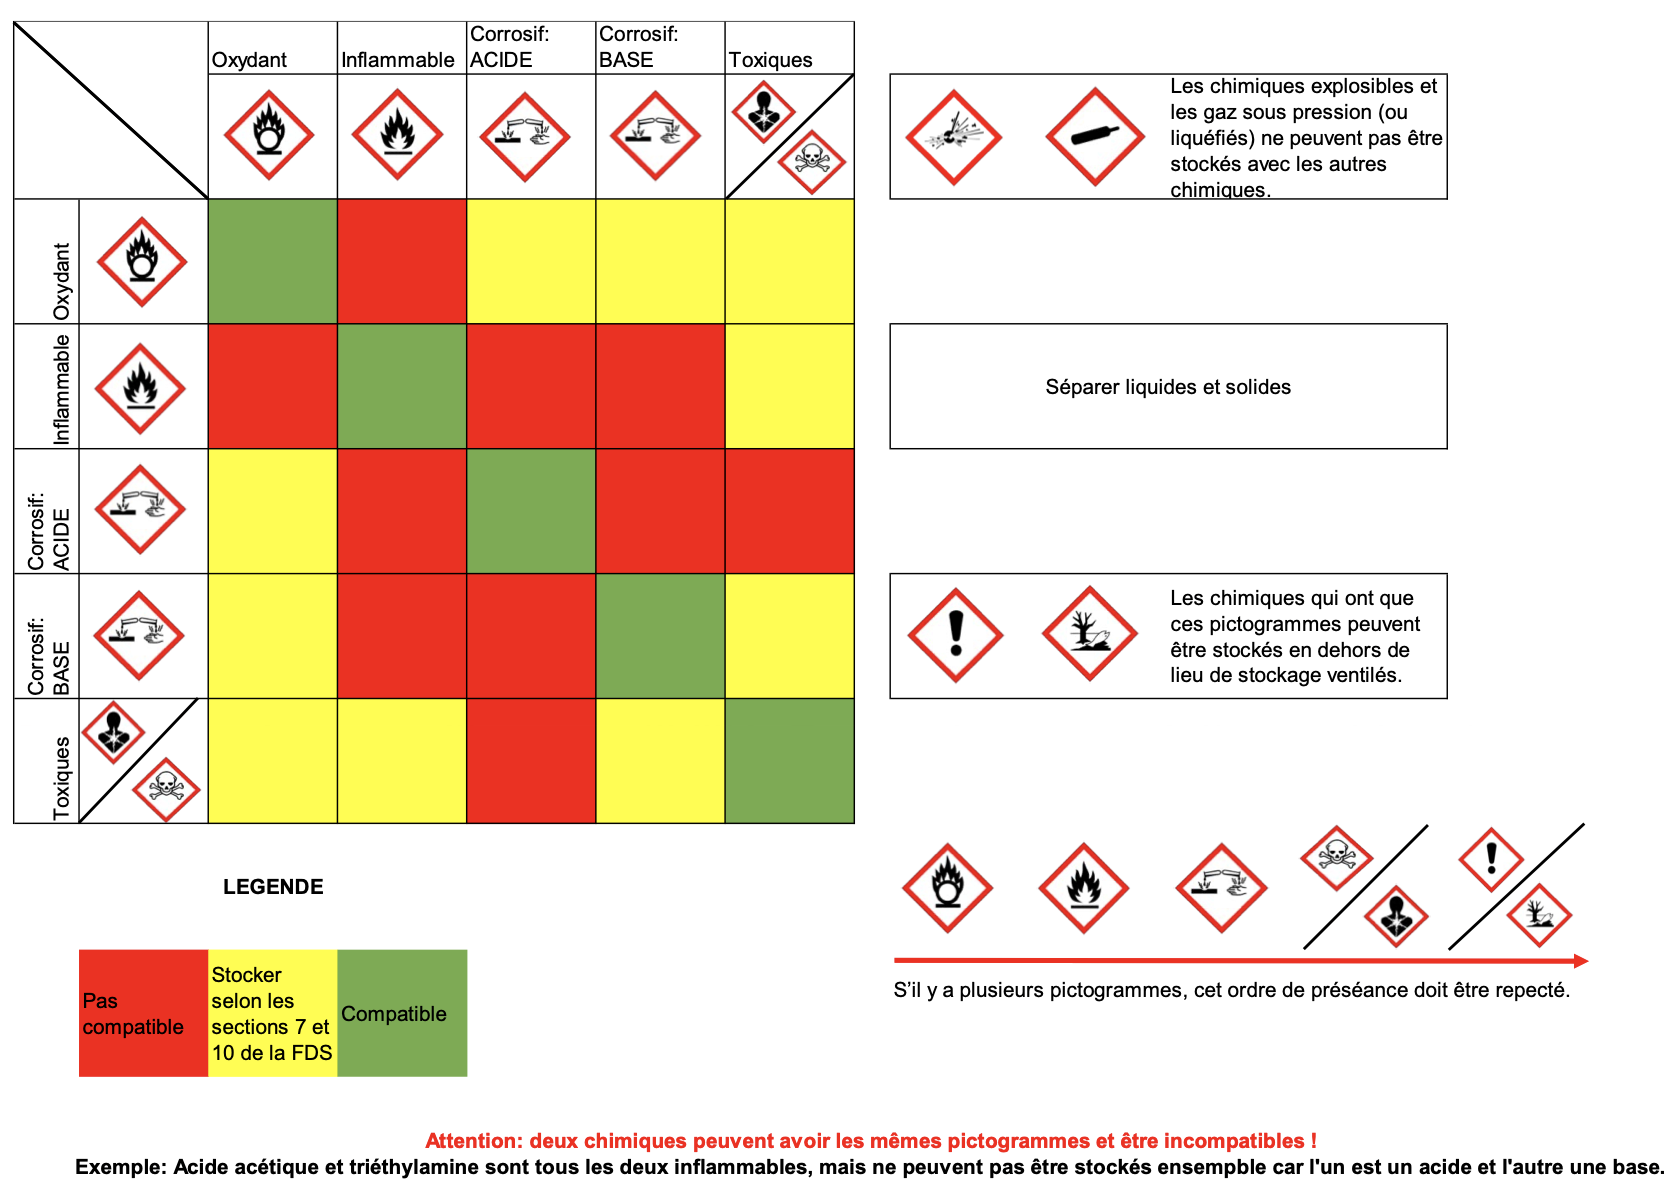 Oxydant
Inflammable
Corrosif:
ACIDE
Corrosif:
BASE
Toxiques
Les chimiques explosibles et
les gaz sous pression (ou
liquéfiés) ne peuvent pas être
stockés avec les autres
chimiques.
Oxydant
Inflammable
Séparer liquides et solides
Corrosif:
ACIDE
Corrosif:
BASE
Les chimiques qui ont que
ces pictogrammes peuvent
être stockés en dehors de
lieu de stockage ventilés.
Toxiques
LEGENDE
Pas
compatible
Stocker
selon les
sections 7 et
10 de la FDS
Compatible
S'il y a plusieurs pictogrammes, cet ordre de préséance doit être repecté.
Attention: deux chimiques peuvent avoir les mêmes pictogrammes et être incompatibles !
Exemple: Acide acétique et triéthylamine sont tous les deux inflammables, mais ne peuvent pas être stockés ensempble car l'un est un acide et l'autre une base.